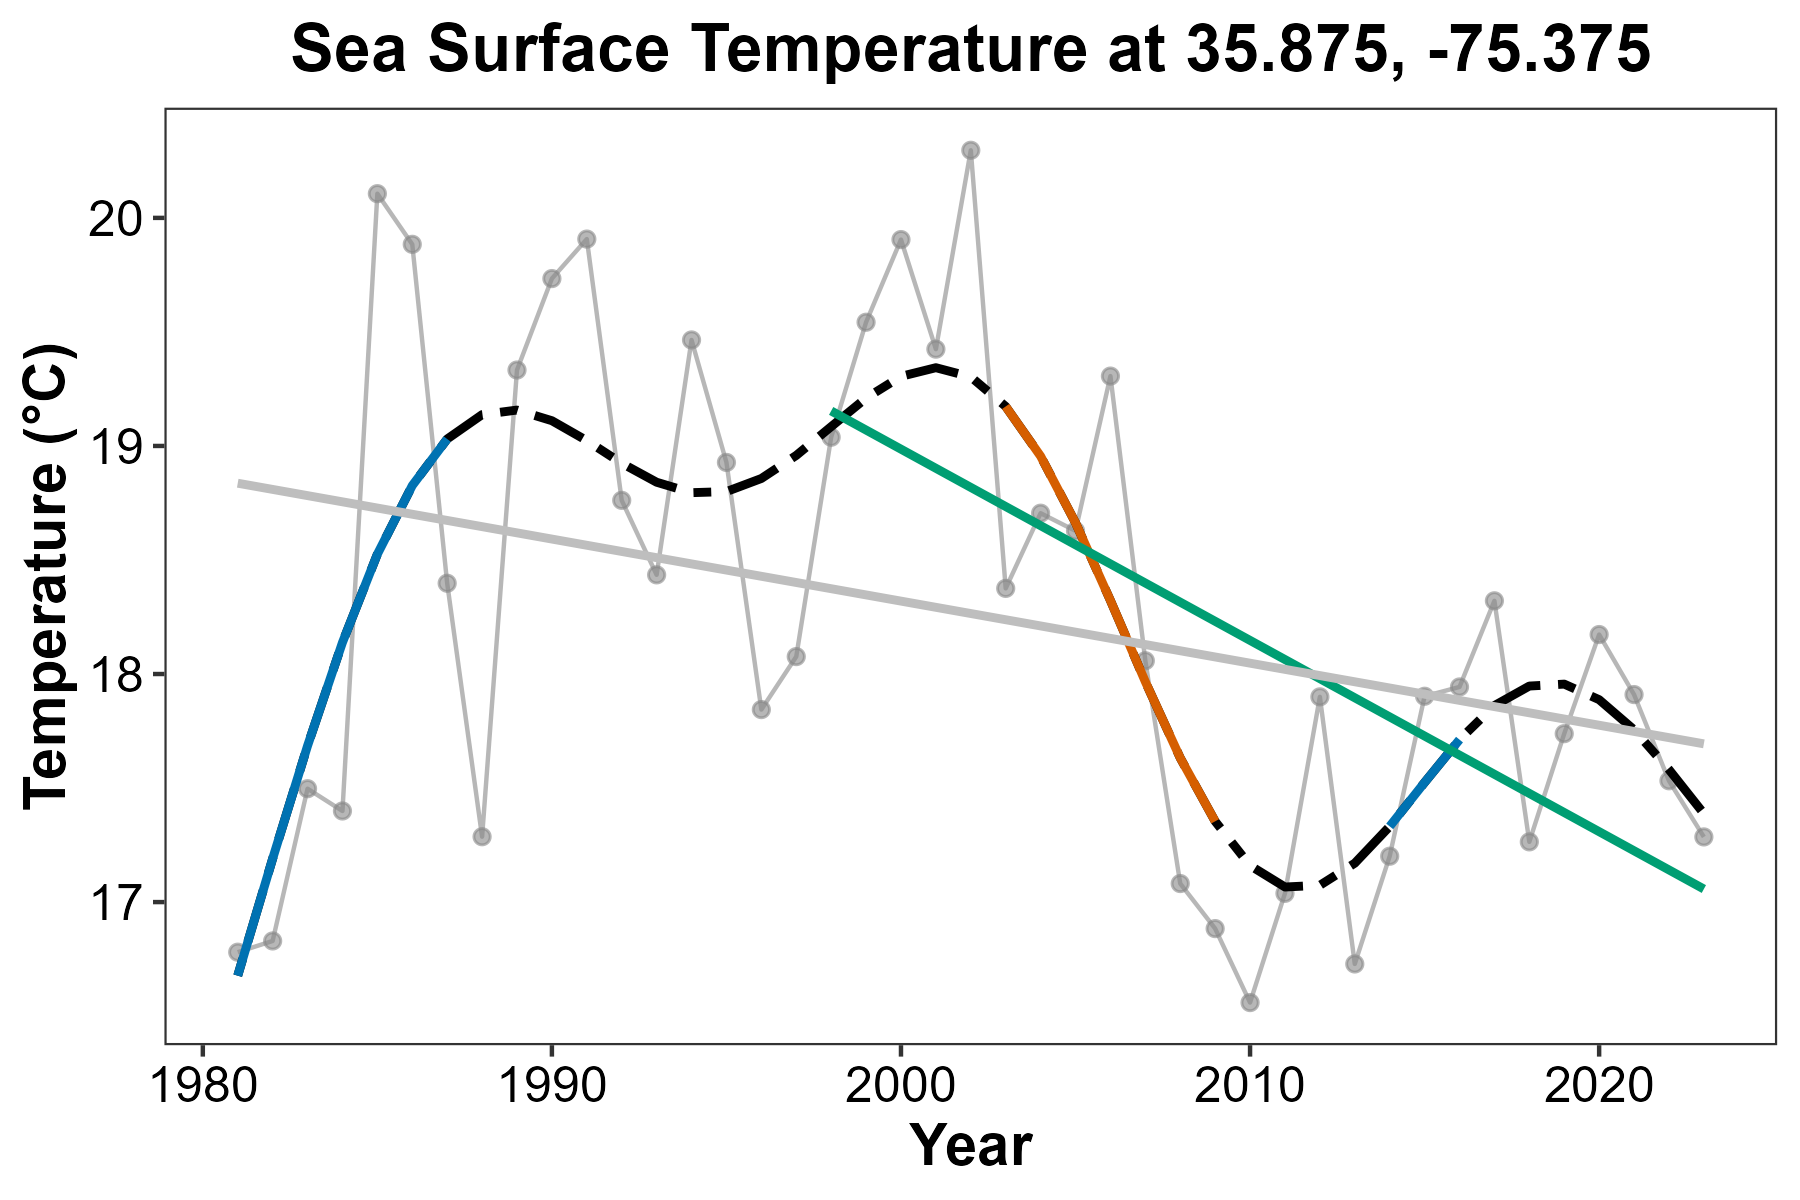 Sea Surface Temperature at 35.875, -75.375
Temperature (°C)
20
19
18
17
1980 1990 2000 2010 2020
Year